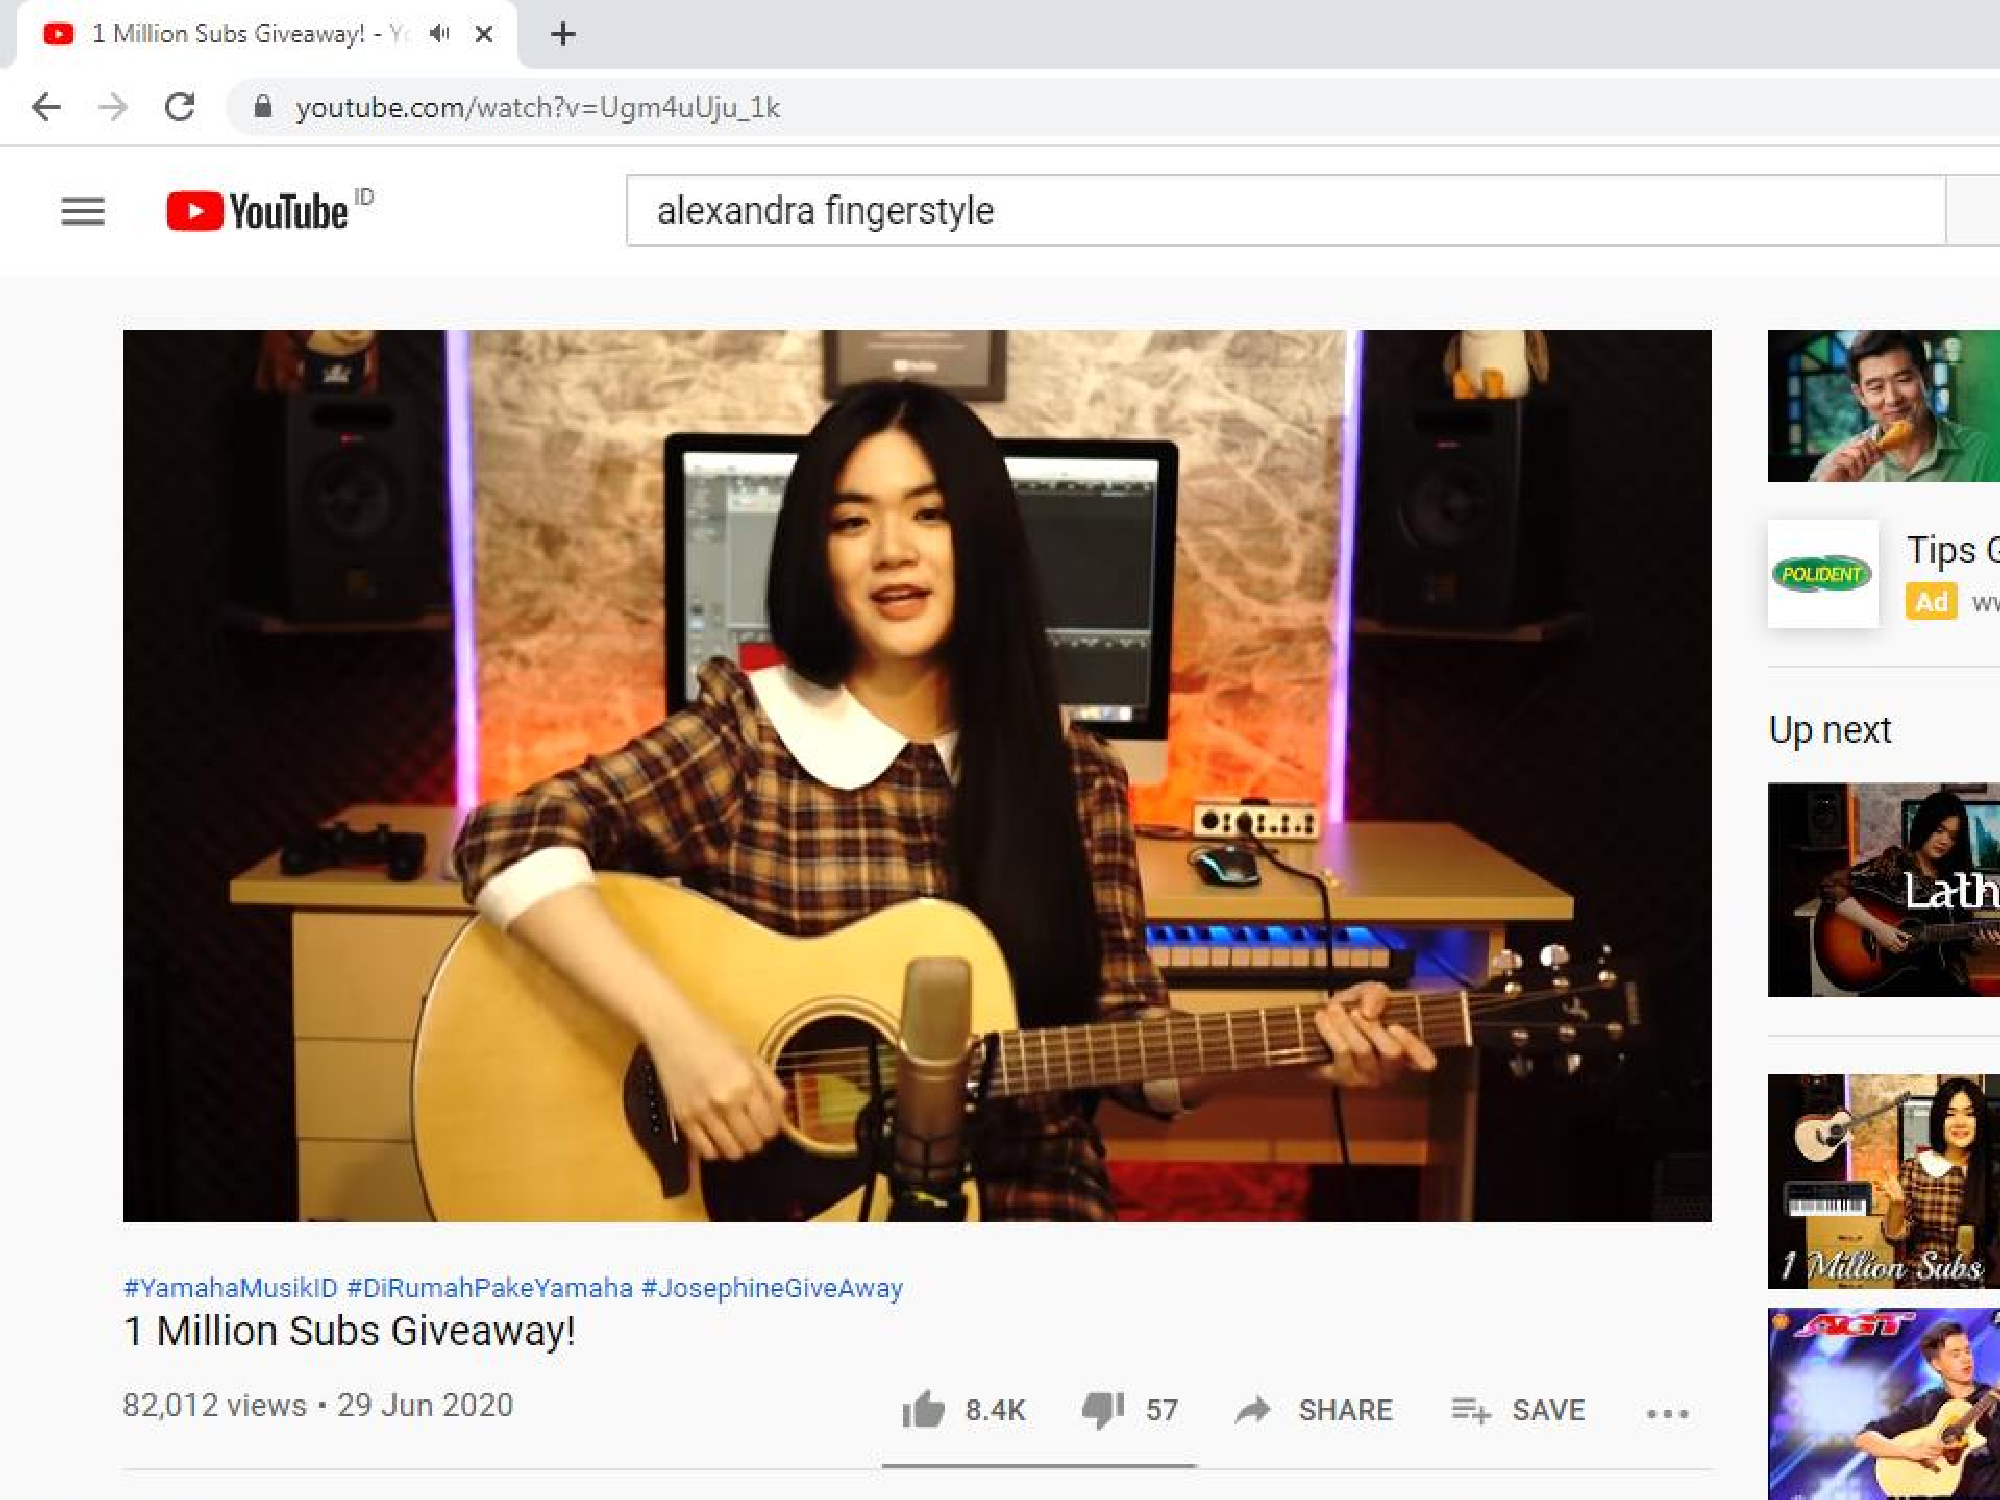 1 Million Subs Giveaway! - Yo
youtube.com/watch?v=Ugm4uUju_1k
YouTube ID
alexandra fingerstyle
POLIDENT
Tips
Ad
Up next
Lath
1 Million Subs
AGT
#YamahaMusikID #DiRumahPakeYamaha #JosephineGiveAway
1 Million Subs Giveaway!
82,012 views • 29 Jun 2020
8.4K 57 SHARE SAVE